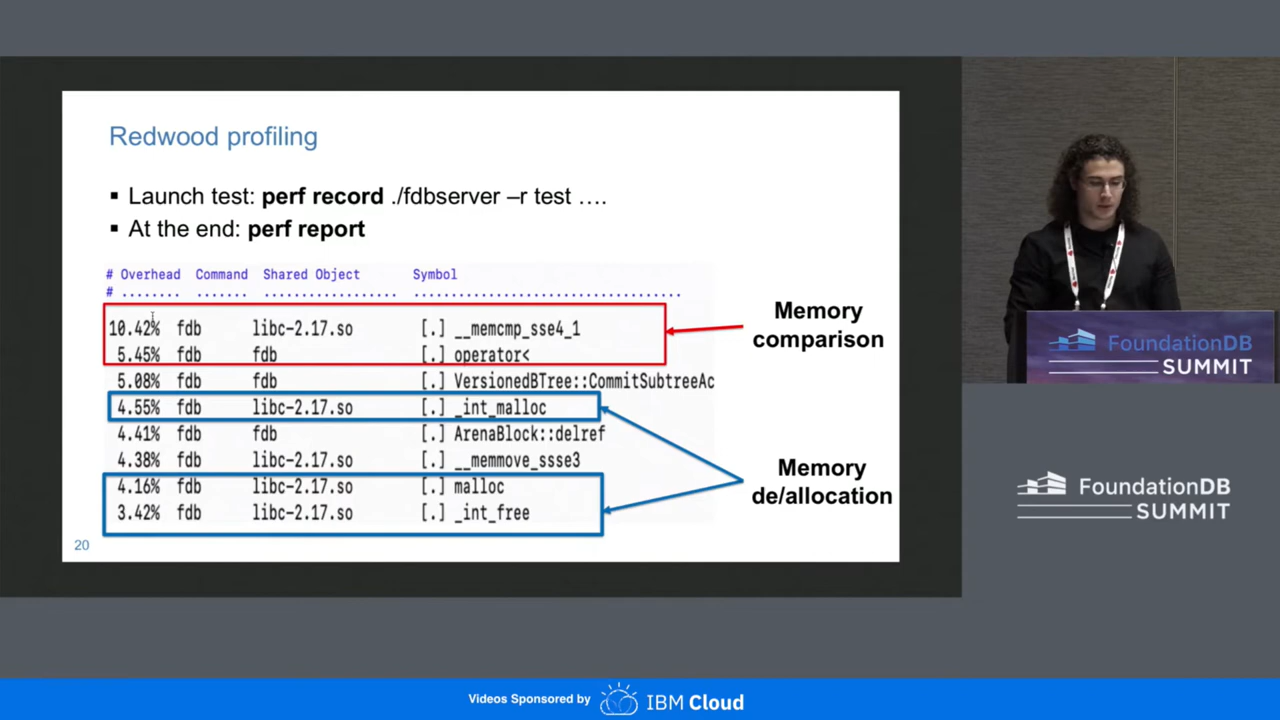 Redwood profiling
▪ Launch test: perf record ./fdbserver –r test ….
▪ At the end: perf report
# Overhead Command Shared Object Symbol
# ........ ....... .................. ...................................
10.42% fdb libc-2.17.so [.] __memcmp_sse4_1
5.45% fdb fdb [.] operator<
5.08% fdb fdb [.] VersionedBTree::CommitSubtreeAc
4.55% fdb libc-2.17.so [.] _int_malloc
4.41% fdb fdb [.] ArenaBlock::delref
4.38% fdb libc-2.17.so [.] __memmove_ssse3
4.16% fdb libc-2.17.so [.] malloc
3.42% fdb libc-2.17.so [.] _int_free
Memory
comparison
Memory
de/allocation
20
FoundationDB
SUMMIT
FoundationDB
SUMMIT
Videos Sponsored by IBM Cloud